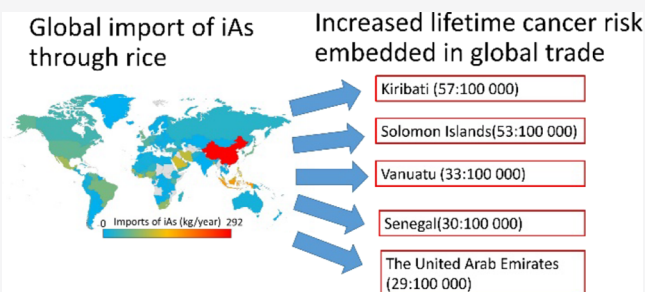 Global import of iAs
through rice
Increased lifetime cancer risk
embedded in global trade
0 Imports of iAs (kg/year) 292
Kiribati (57:100 000)
Solomon Islands(53:100 000)
Vanuatu (33:100 000)
Senegal(30:100 000)
The United Arab Emirates
(29:100 000)